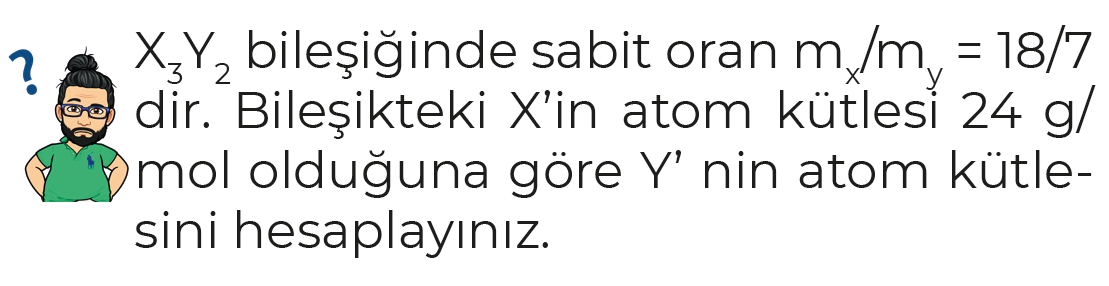 ?
X₃Y₂ bileşiğinde sabit oran mₓ/mᵧ = 18/7
dir. Bileşikteki X’in atom kütlesi 24 g/
mol olduğuna göre Y’ nin atom kütle-
sini hesaplayınız.